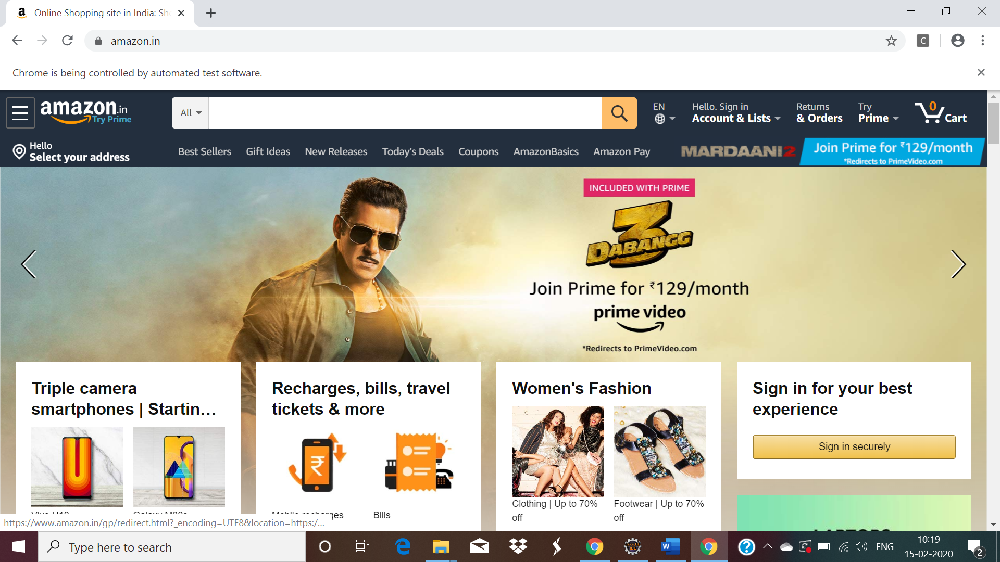 Online Shopping site in India: Sh
amazon.in
Chrome is being controlled by automated test software.
amazon.in
Try Prime
All
EN
Hello. Sign in
Account & Lists
Returns
& Orders
Try
Prime
0
Cart
Hello
Select your address
Best Sellers
Gift Ideas
New Releases
Today's Deals
Coupons
AmazonBasics
Amazon Pay
MARDAANI 2
Join Prime for ₹129/month
*Redirects to PrimeVideo.com
INCLUDED WITH PRIME
3
DABANGG
Join Prime for ₹129/month
prime video
*Redirects to PrimeVideo.com
Triple camera
smartphones | Startin…
Recharges, bills, travel
tickets & more
Women's Fashion
Sign in for your best
experience
Sign in securely
Clothing | Up to 70%
off
Footwear | Up to 70%
off
Mobile recharges
Bills
https://www.amazon.in/gp/redirect.html?_encoding=UTF8&location=https:/...
Type here to search
ENG
10:19
15-02-2020
2